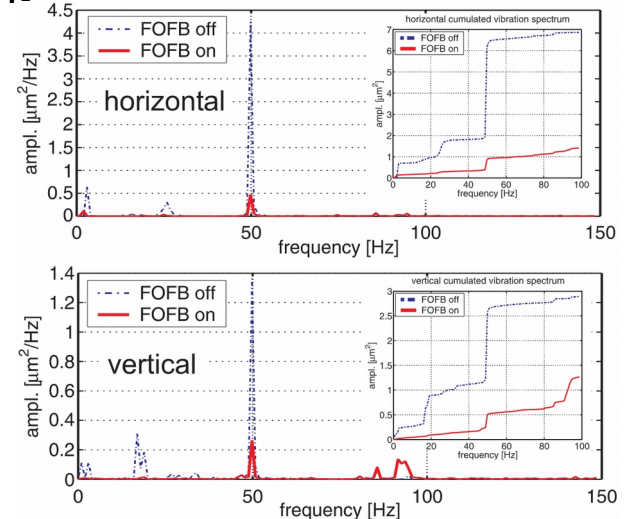 4.5
4
3.5
3
2.5
2
1.5
1
0.5
0
ampl. [µm²/Hz]
FOFB off
FOFB on
horizontal
0 50 100 150
frequency [Hz]
horizontal cumulated vibration spectrum
FOFB off
FOFB on
7
6
5
4
3
2
1
0
ampl. [µm²]
0 20 40 60 80 100
frequency [Hz]
1.4
1.2
1
0.8
0.6
0.4
0.2
0
ampl. [µm²/Hz]
FOFB off
FOFB on
vertical
0 50 100 150
frequency [Hz]
vertical cumulated vibration spectrum
FOFB off
FOFB on
3
2.5
2
1.5
1
0.5
0
ampl. [µm²]
0 20 40 60 80 100
frequency [Hz]